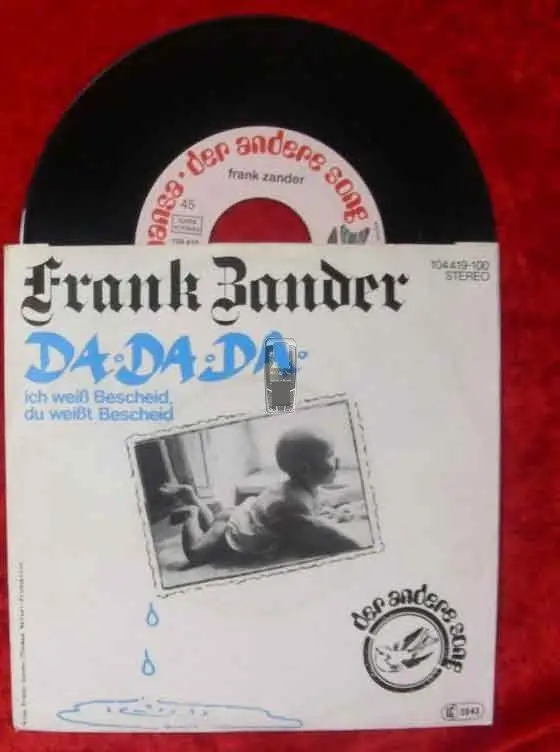 hansa · der andere song
frank zander
45
Frank Zander
104 419-100
STEREO
DA·DA·DA·
ich weiß Bescheid,
du weißt Bescheid
der andere song